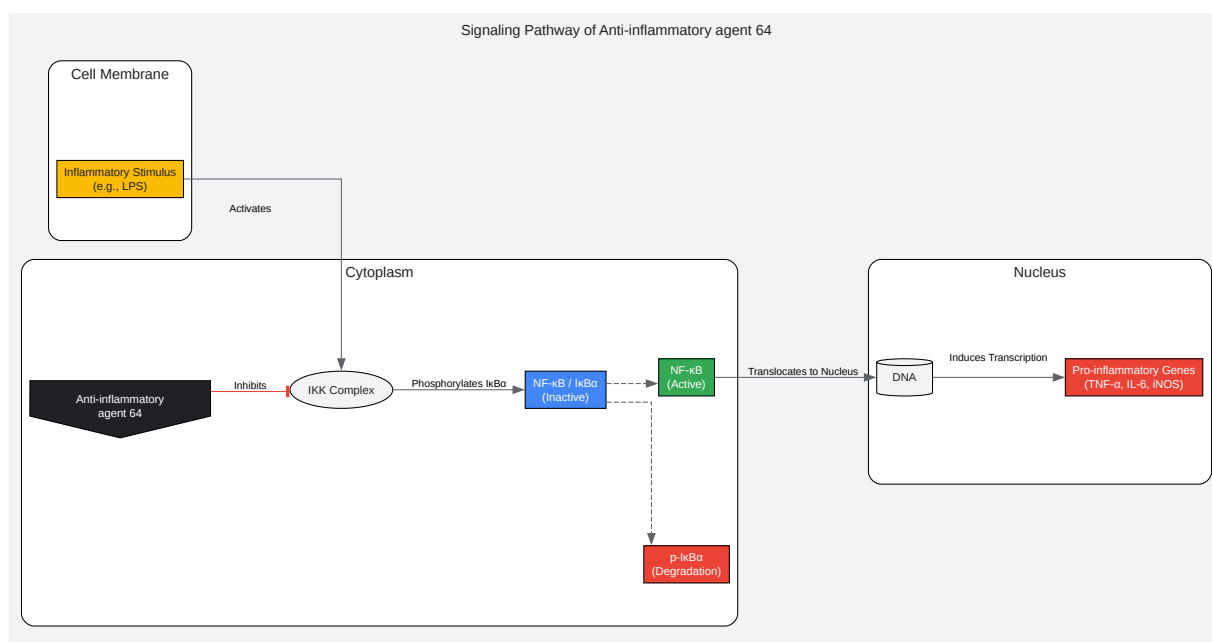 Signaling Pathway of Anti-inflammatory agent 64
Cell Membrane
Inflammatory Stimulus
(e.g., LPS)
Activates
Cytoplasm
Anti-inflammatory
agent 64
Inhibits
IKK Complex
Phosphorylates IκBα
NF-κB / IκBα
(Inactive)
NF-κB
(Active)
p-IκBα
(Degradation)
Translocates to Nucleus
Nucleus
DNA
Induces Transcription
Pro-inflammatory Genes
(TNF-α, IL-6, iNOS)